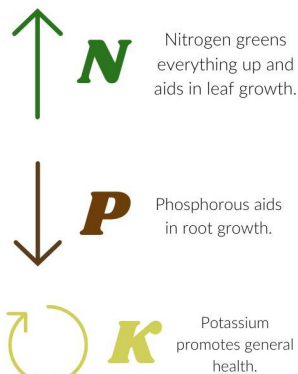 N
Nitrogen greens
everything up and
aids in leaf growth.
P
Phosphorous aids
in root growth.
K
Potassium
promotes general
health.